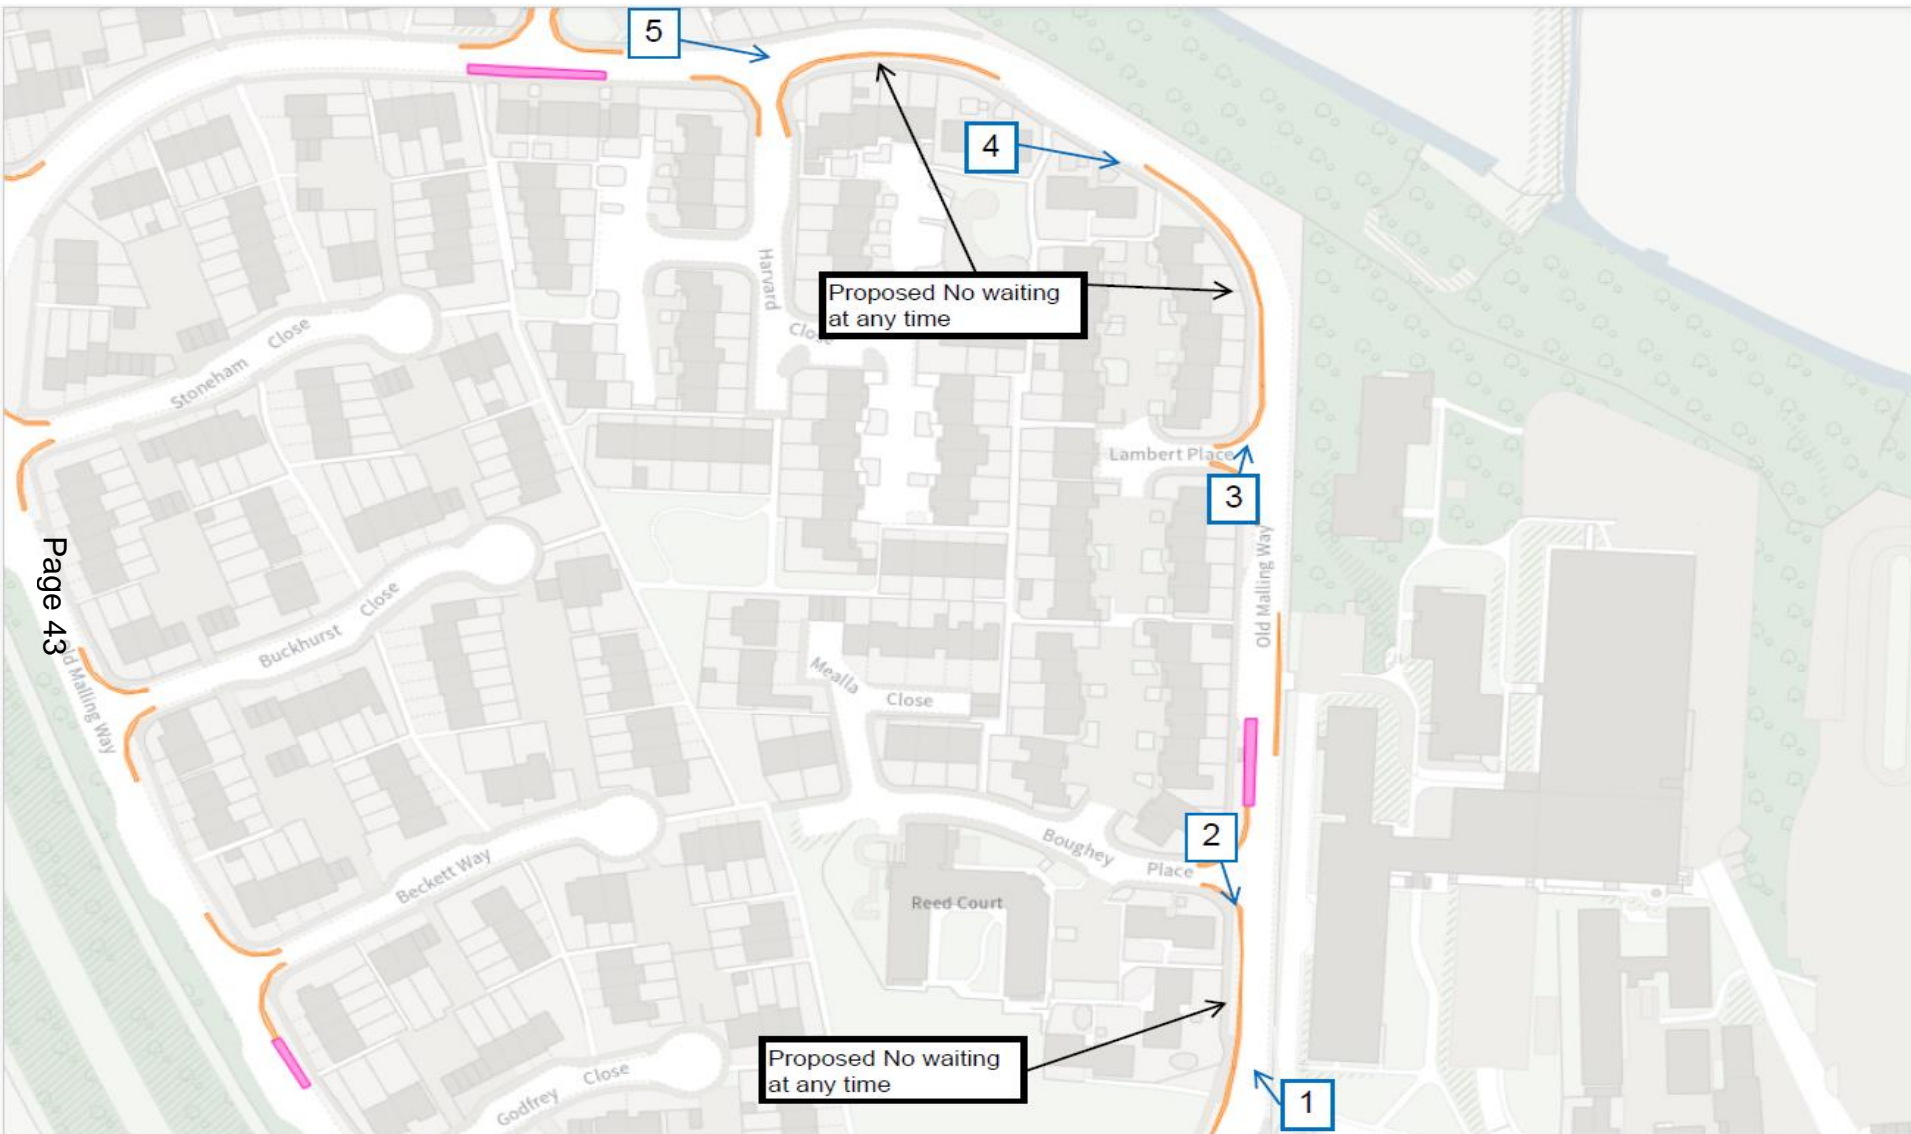 5
4
Proposed No waiting
at any time
Harvard
Close
Stoneham Close
Lambert Place
3
Old Malling Way
Page 43
Buckhurst Close
ld Malling Way
Mealla
Close
2
Boughey
Place
Beckett Way
Reed Court
Proposed No waiting
at any time
Godfrey Close
1